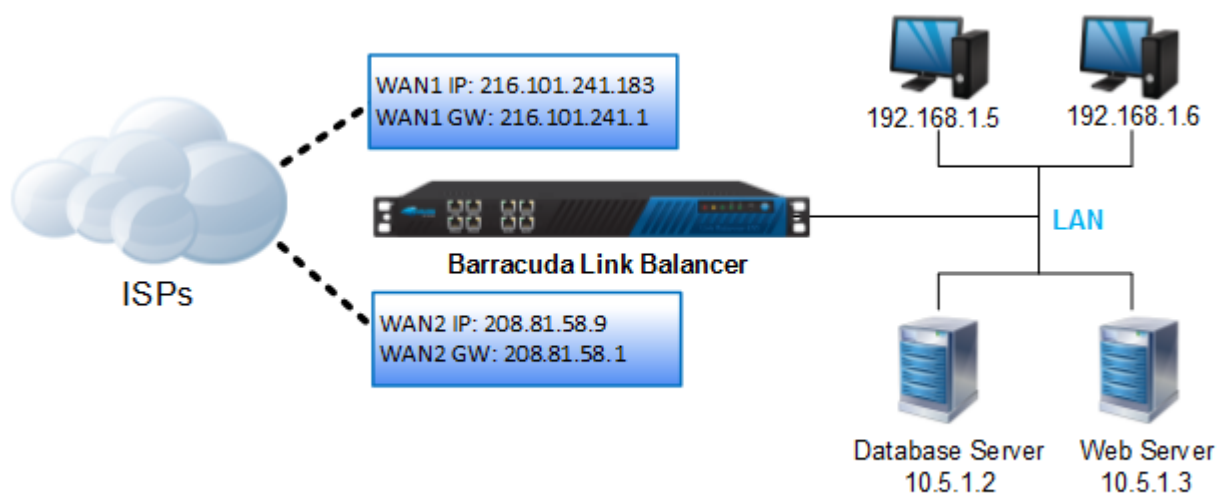 WAN1 IP: 216.101.241.183
WAN1 GW: 216.101.241.1
192.168.1.5
192.168.1.6
LAN
Barracuda Link Balancer
ISPs
WAN2 IP: 208.81.58.9
WAN2 GW: 208.81.58.1
Database Server
10.5.1.2
Web Server
10.5.1.3